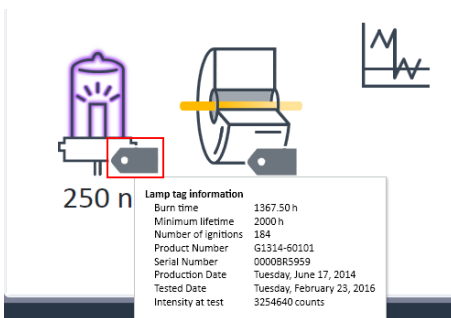 250 n
Lamp tag information
Burn time 1367.50 h
Minimum lifetime 2000 h
Number of ignitions 184
Product Number G1314-60101
Serial Number 0000BR5959
Production Date Tuesday, June 17, 2014
Tested Date Tuesday, February 23, 2016
Intensity at test 3254640 counts